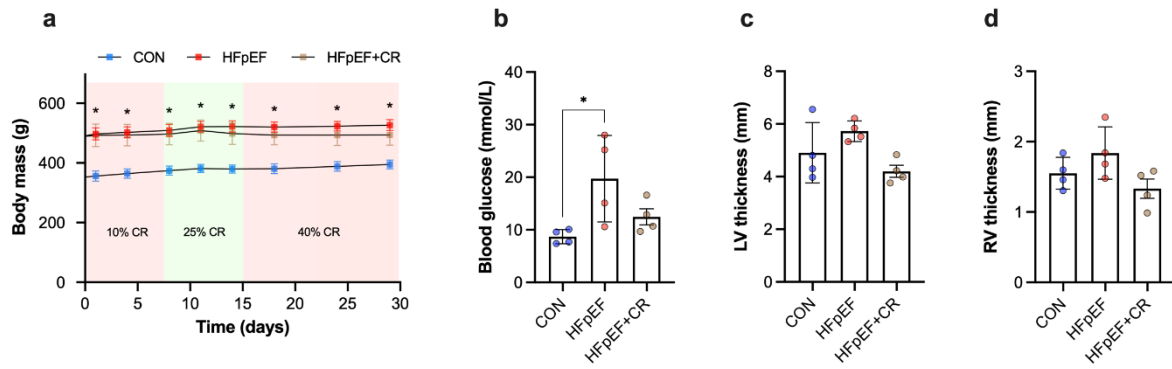 a
CON HFpEF HFpEF+CR
Body mass (g)
600
400
200
0
* * * * * * *
10% CR 25% CR 40% CR
0 5 10 15 20 25 30
Time (days)
b
Blood glucose (mmol/L)
40
30
20
10
0
*
CON
HFpEF
HFpEF+CR
c
LV thickness (mm)
8
6
4
2
0
CON
HFpEF
HFpEF+CR
d
RV thickness (mm)
3
2
1
0
CON
HFpEF
HFpEF+CR